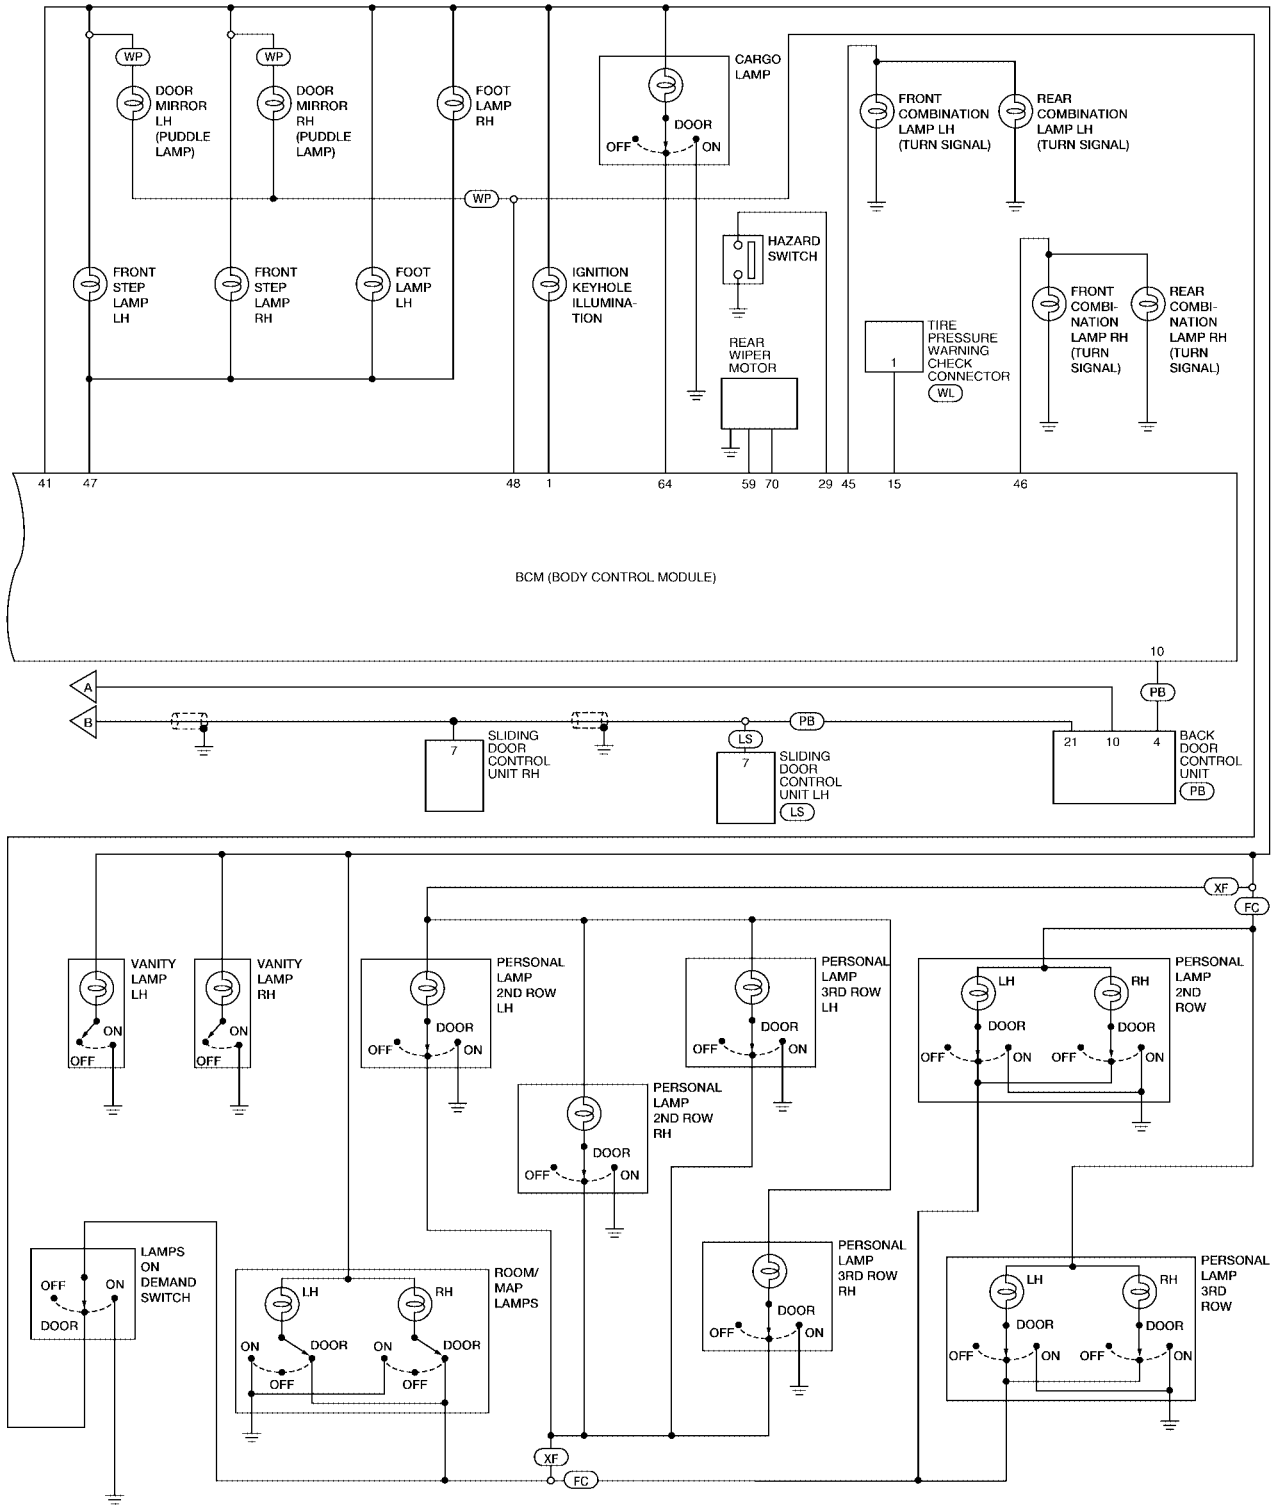 WP
WP
DOOR
MIRROR
LH
(PUDDLE
LAMP)
DOOR
MIRROR
RH
(PUDDLE
LAMP)
FOOT
LAMP
RH
CARGO
LAMP
DOOR
OFF
ON
FRONT
COMBINATION
LAMP LH
(TURN SIGNAL)
REAR
COMBINATION
LAMP LH
(TURN SIGNAL)
WP
HAZARD
SWITCH
FRONT
STEP
LAMP
LH
FRONT
STEP
LAMP
RH
FOOT
LAMP
LH
IGNITION
KEYHOLE
ILLUMINA-
TION
FRONT
COMBI-
NATION
LAMP RH
(TURN
SIGNAL)
REAR
COMBI-
NATION
LAMP RH
(TURN
SIGNAL)
REAR
WIPER
MOTOR
1
TIRE
PRESSURE
WARNING
CHECK
CONNECTOR
WL
41
47
48
1
64
59
70
29
45
15
46
BCM (BODY CONTROL MODULE)
10
A
PB
B
PB
7
SLIDING
DOOR
CONTROL
UNIT RH
LS
7
SLIDING
DOOR
CONTROL
UNIT LH
LS
21
10
4
BACK
DOOR
CONTROL
UNIT
PB
XF
FC
VANITY
LAMP
LH
ON
OFF
VANITY
LAMP
RH
ON
OFF
PERSONAL
LAMP
2ND ROW
LH
DOOR
OFF
ON
PERSONAL
LAMP
3RD ROW
LH
DOOR
OFF
ON
LH
RH
DOOR
DOOR
OFF
ON
OFF
ON
PERSONAL
LAMP
2ND
ROW
PERSONAL
LAMP
2ND ROW
RH
DOOR
OFF
ON
LAMPS
ON
DEMAND
SWITCH
OFF
ON
DOOR
ROOM/
MAP
LAMPS
LH
RH
ON
DOOR
ON
DOOR
OFF
OFF
PERSONAL
LAMP
3RD ROW
RH
DOOR
OFF
ON
LH
RH
DOOR
DOOR
OFF
ON
OFF
ON
PERSONAL
LAMP
3RD
ROW
XF
FC